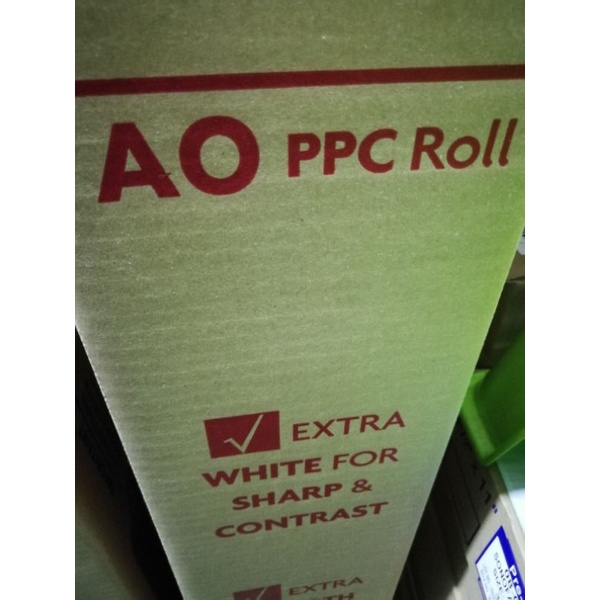 AO PPC Roll
EXTRA
WHITE FOR
SHARP &
CONTRAST
EXTRA